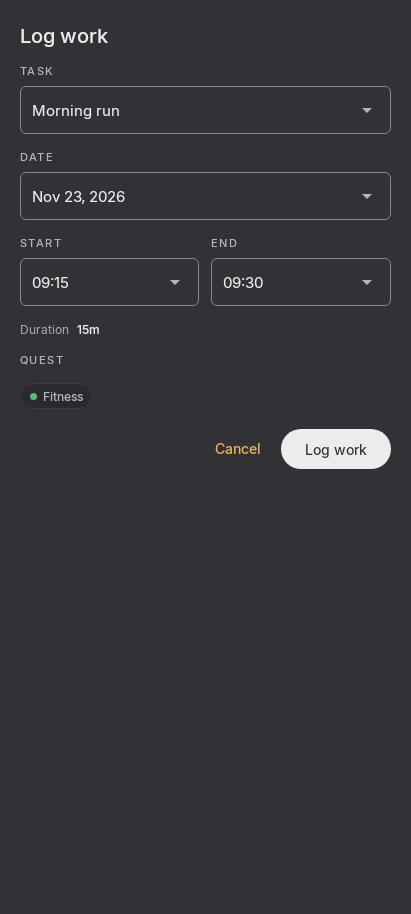 Log work
TASK
Morning run
DATE
Nov 23, 2026
START END
09:15 09:30
Duration 15m
QUEST
Fitness
Cancel Log work